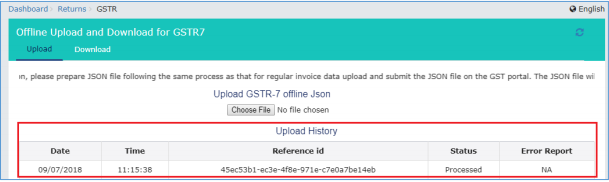 Dashboard › Returns › GSTR English
Offline Upload and Download for GSTR7
Upload Download
n, please prepare JSON file following the same process as that for regular invoice data upload and submit the JSON file on the GST portal. The JSON file wil
Upload GSTR-7 offline Json
Choose File No file chosen
Upload History
Date Time Reference id Status Error Report
09/07/2018 11:15:38 45ec53b1-ec3e-4f8e-971e-c7e0a7be14eb Processed NA